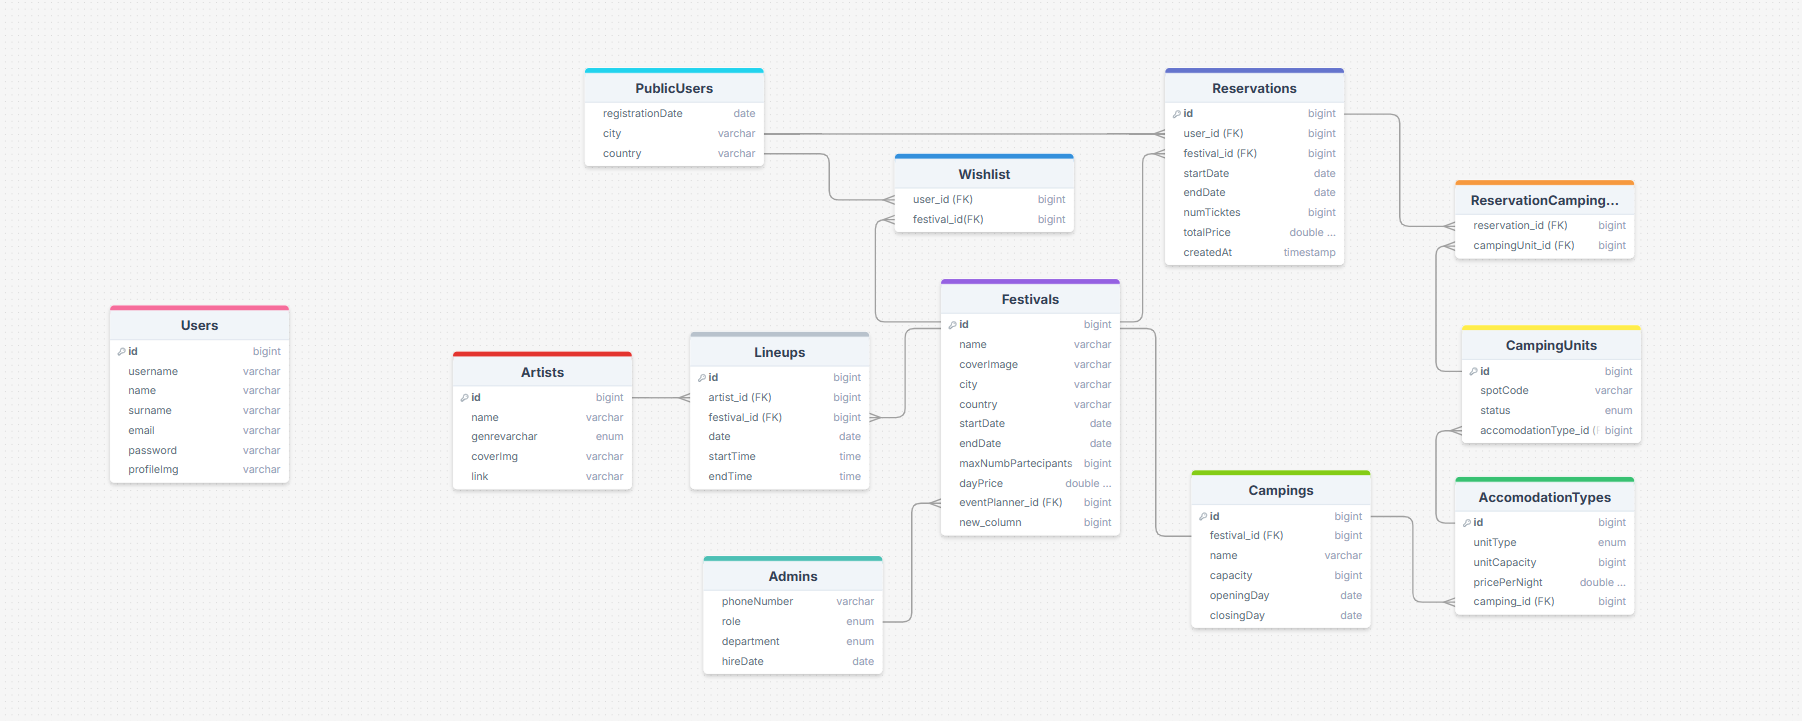 PublicUsers
registrationDate date
city varchar
country varchar
Wishlist
user_id (FK) bigint
festival_id(FK) bigint
Reservations
id bigint
user_id (FK) bigint
festival_id (FK) bigint
startDate date
endDate date
numTicktes bigint
totalPrice double ...
createdAt timestamp
ReservationCamping...
reservation_id (FK) bigint
campingUnit_id (FK) bigint
Users
id bigint
username varchar
name varchar
surname varchar
email varchar
password varchar
profileImg varchar
Artists
id bigint
name varchar
genrevarchar enum
coverImg varchar
link varchar
Lineups
id bigint
artist_id (FK) bigint
festival_id (FK) bigint
date date
startTime time
endTime time
Festivals
id bigint
name varchar
coverImage varchar
city varchar
country varchar
startDate date
endDate date
maxNumbPartecipants bigint
dayPrice double ...
eventPlanner_id (FK) bigint
new_column bigint
CampingUnits
id bigint
spotCode varchar
status enum
accomodationType_id ( bigint
Campings
id bigint
festival_id (FK) bigint
name varchar
capacity bigint
openingDay date
closingDay date
AccomodationTypes
id bigint
unitType enum
unitCapacity bigint
pricePerNight double ...
camping_id (FK) bigint
Admins
phoneNumber varchar
role enum
department enum
hireDate date